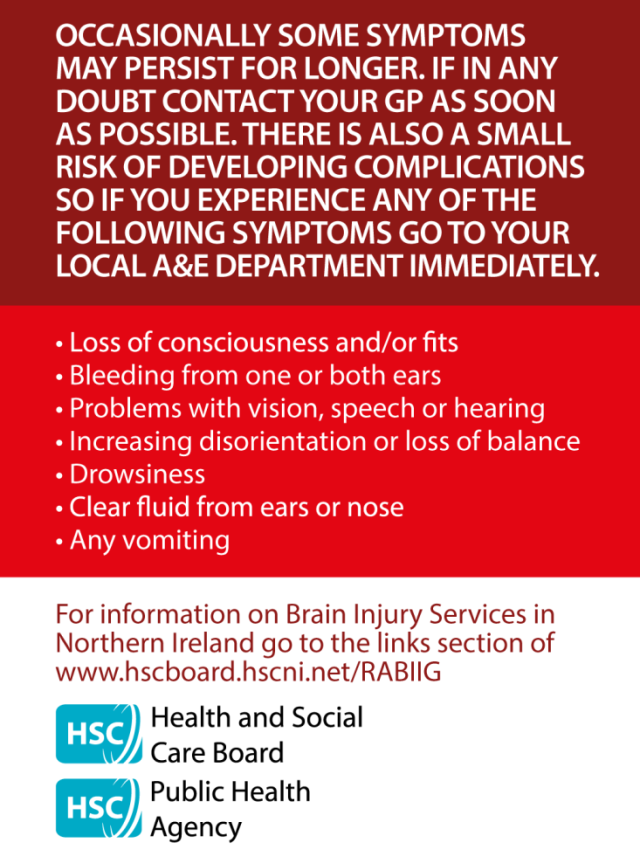 OCCASIONALLY SOME SYMPTOMS
MAY PERSIST FOR LONGER. IF IN ANY
DOUBT CONTACT YOUR GP AS SOON
AS POSSIBLE. THERE IS ALSO A SMALL
RISK OF DEVELOPING COMPLICATIONS
SO IF YOU EXPERIENCE ANY OF THE
FOLLOWING SYMPTOMS GO TO YOUR
LOCAL A&E DEPARTMENT IMMEDIATELY.
• Loss of consciousness and/or fits
• Bleeding from one or both ears
• Problems with vision, speech or hearing
• Increasing disorientation or loss of balance
• Drowsiness
• Clear fluid from ears or nose
• Any vomiting
For information on Brain Injury Services in
Northern Ireland go to the links section of
www.hscboard.hscni.net/RABIIG
HSC Health and Social
Care Board
HSC Public Health
Agency